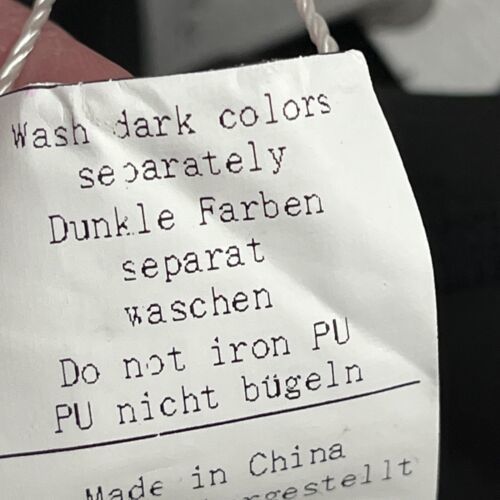 Wash dark colors
separately
Dunkle Farben
separat
waschen
Do not iron PU
PU nicht bügeln
Made in China